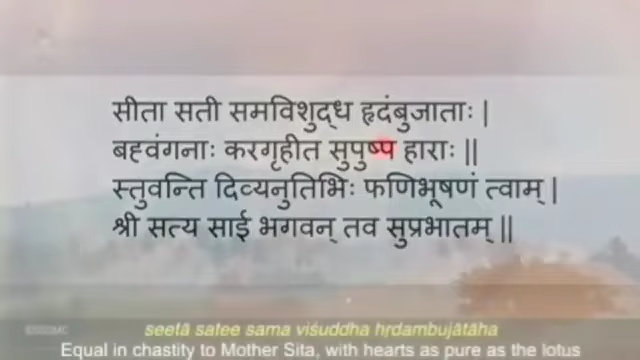 सीता सती समविशुद्ध हृदंबुजाताः |
बह्वंगनाः करगृहीत सुपुष्प हाराः ||
स्तुवन्ति दिव्यनुतिभिः फणिभूषणं त्वाम् |
श्री सत्य साई भगवन् तव सुप्रभातम् ||
seetā satee sama viśuddha hṛdambujātāha
Equal in chastity to Mother Sita, with hearts as pure as the lotus